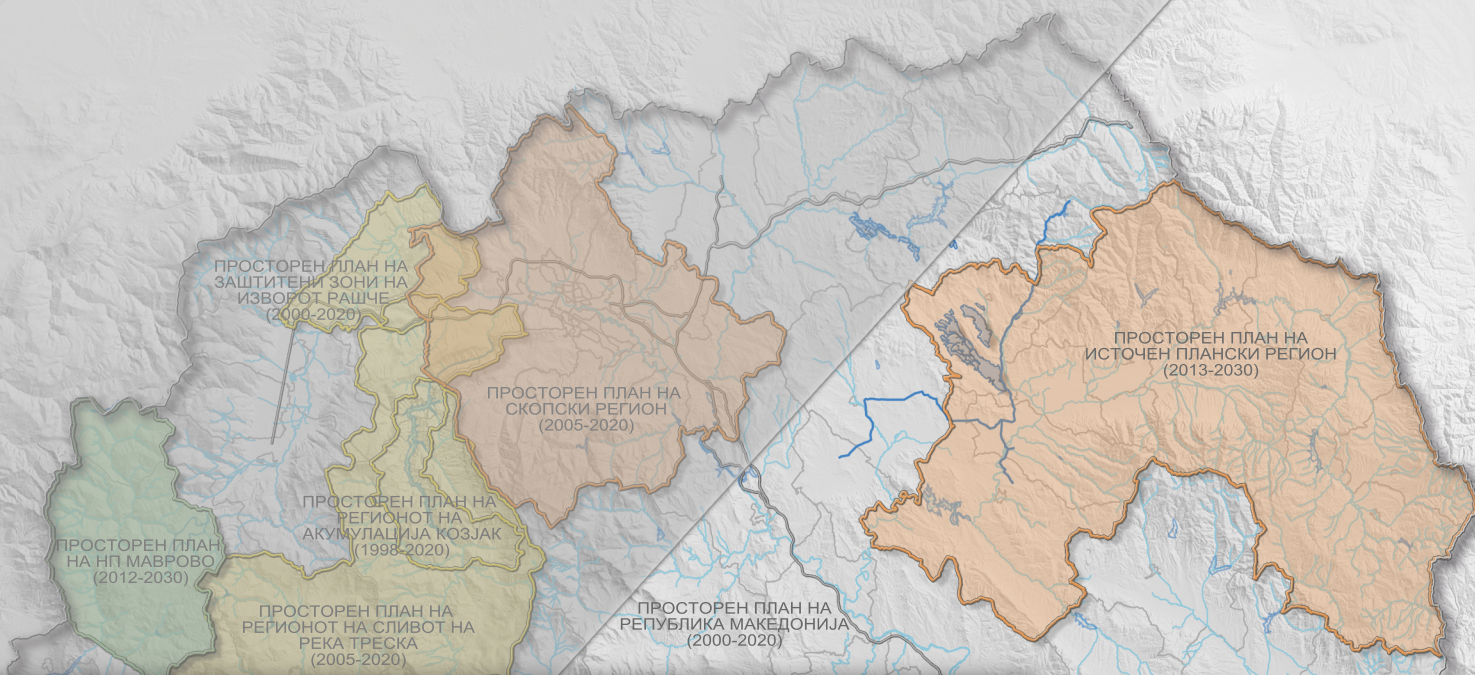 ПРОСТОРЕН ПЛАН НА
ЗАШТИТЕНИ ЗОНИ НА
ИЗВОРОТ РАШЧЕ
(2000-2020)
ПРОСТОРЕН ПЛАН НА
ИСТОЧЕН ПЛАНСКИ РЕГИОН
(2013-2030)
ПРОСТОРЕН ПЛАН НА
СКОПСКИ РЕГИОН
(2005-2020)
ПРОСТОРЕН ПЛАН НА
РЕГИОНОТ НА
АКУМУЛАЦИЈА КОЗЈАК
(1998-2020)
ПРОСТОРЕН ПЛАН
НА НП МАВРОВО
(2012-2030)
ПРОСТОРЕН ПЛАН НА
РЕГИОНОТ НА СЛИВОТ НА
РЕКА ТРЕСКА
(2005-2020)
ПРОСТОРЕН ПЛАН НА
РЕПУБЛИКА МАКЕДОНИЈА
(2000-2020)